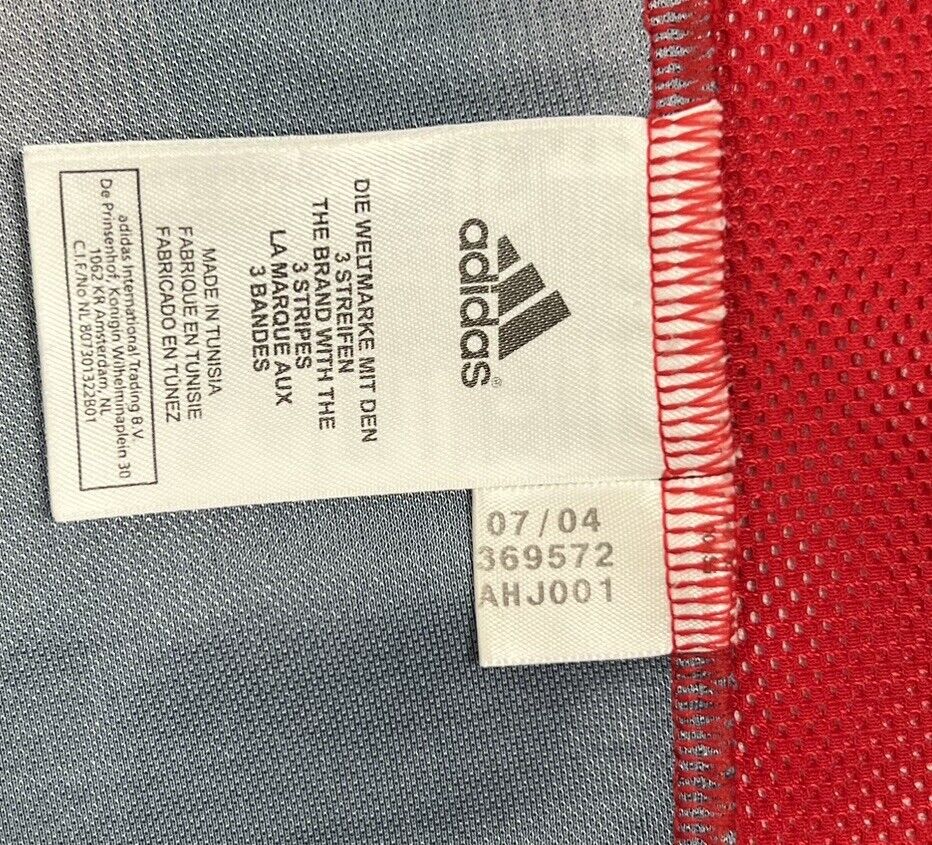 adidas®
DIE WELTMARKE MIT DEN
3 STREIFEN
THE BRAND WITH THE
3 STRIPES
LA MARQUE AUX
3 BANDES
MADE IN TUNISIA
FABRIQUE EN TUNISIE
FABRICADO EN TÚNEZ
adidas International Trading B.V.
De Prinsenhof, Konigin Wilhelminaplein 30
1062 KR Amsterdam, NL
C.I.F/No NL 807301322B01
07/04
369572
AHJ001